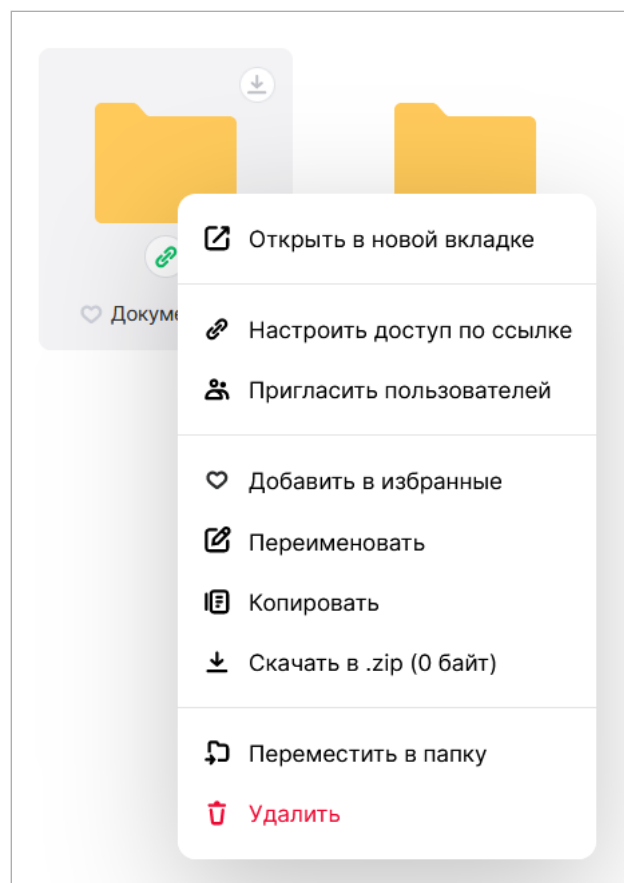 Открыть в новой вкладке
Настроить доступ по ссылке
Пригласить пользователей
Добавить в избранные
Переименовать
Копировать
Скачать в .zip (0 байт)
Переместить в папку
Удалить